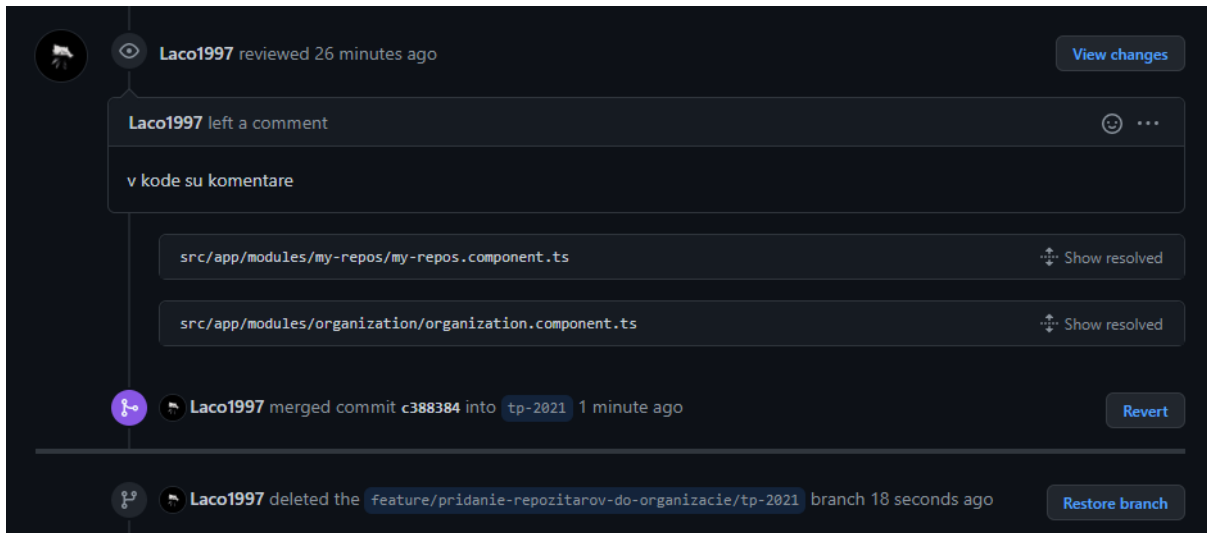 Laco1997 reviewed 26 minutes ago
View changes
Laco1997 left a comment
v kode su komentare
src/app/modules/my-repos/my-repos.component.ts
Show resolved
src/app/modules/organization/organization.component.ts
Show resolved
Laco1997 merged commit c388384 into tp-2021 1 minute ago
Revert
Laco1997 deleted the feature/pridanie-repozitarov-do-organizacie/tp-2021 branch 18 seconds ago
Restore branch